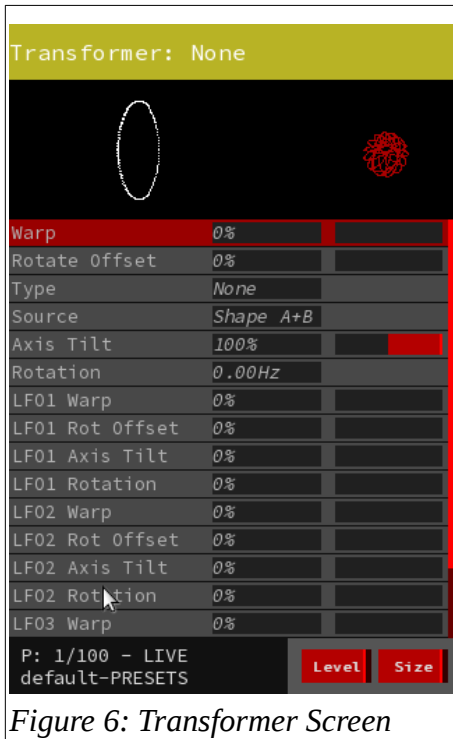 Transformer: None
Warp 0%
Rotate Offset 0%
Type None
Source Shape A+B
Axis Tilt 100%
Rotation 0.00Hz
LFO1 Warp 0%
LFO1 Rot Offset 0%
LFO1 Axis Tilt 0%
LFO1 Rotation 0%
LFO2 Warp 0%
LFO2 Rot Offset 0%
LFO2 Axis Tilt 0%
LFO2 Rotation 0%
LFO3 Warp 0%
P: 1/100 - LIVE
default-PRESETS
Level Size
Figure 6: Transformer Screen